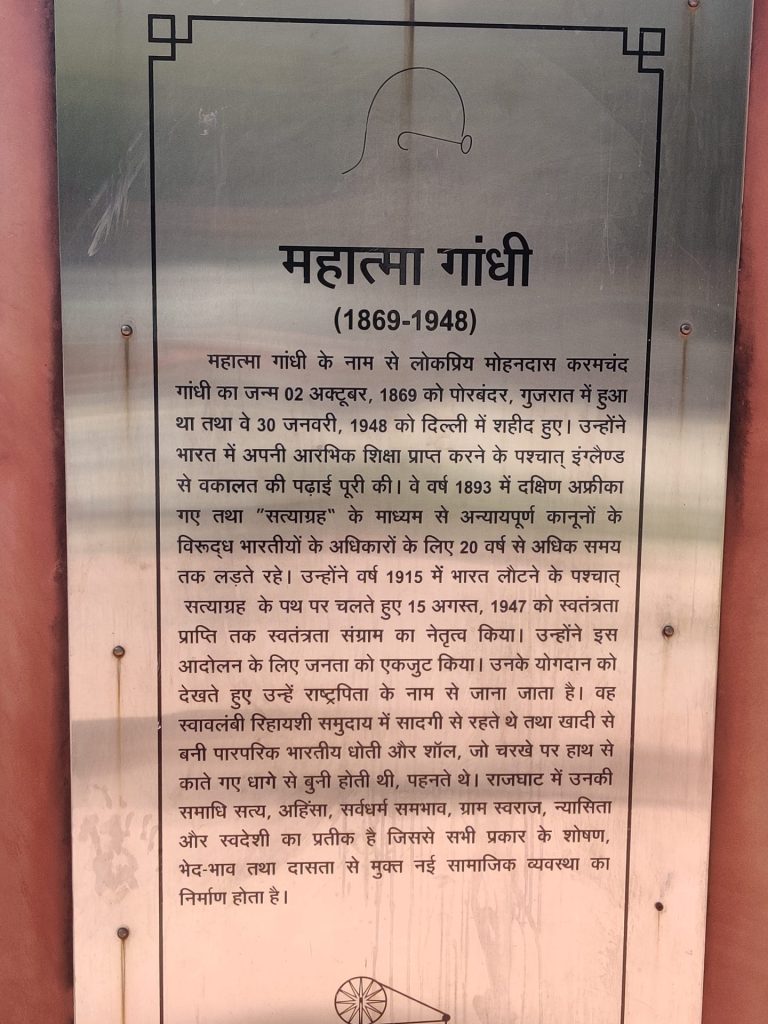 महात्मा गांधी
(1869-1948)
महात्मा गांधी के नाम से लोकप्रिय मोहनदास करमचंद
गांधी का जन्म 02 अक्टूबर, 1869 को पोरबंदर, गुजरात में हुआ
था तथा वे 30 जनवरी, 1948 को दिल्ली में शहीद हुए। उन्होंने
भारत में अपनी आरंभिक शिक्षा प्राप्त करने के पश्चात् इंग्लैण्ड
से वकालत की पढ़ाई पूरी की। वे वर्ष 1893 में दक्षिण अफ्रीका
गए तथा "सत्याग्रह" के माध्यम से अन्यायपूर्ण कानूनों के
विरूद्ध भारतीयों के अधिकारों के लिए 20 वर्ष से अधिक समय
तक लड़ते रहे। उन्होंने वर्ष 1915 में भारत लौटने के पश्चात्
सत्याग्रह के पथ पर चलते हुए 15 अगस्त, 1947 को स्वतंत्रता
प्राप्ति तक स्वतंत्रता संग्राम का नेतृत्व किया। उन्होंने इस
आदोलन के लिए जनता को एकजुट किया। उनके योगदान को
देखते हुए उन्हें राष्ट्रपिता के नाम से जाना जाता है। वह
स्वावलंबी रिहायशी समुदाय में सादगी से रहते थे तथा खादी से
बनी पारपरिक भारतीय धोती और शॉल, जो चरखे पर हाथ से
काते गए धागे से बुनी होती थी, पहनते थे। राजघाट में उनकी
समाधि सत्य, अहिंसा, सर्वधर्म समभाव, ग्राम स्वराज, न्यासिता
और स्वदेशी का प्रतीक है जिससे सभी प्रकार के शोषण,
भेद-भाव तथा दासता से मुक्त नई सामाजिक व्यवस्था का
निर्माण होता है।